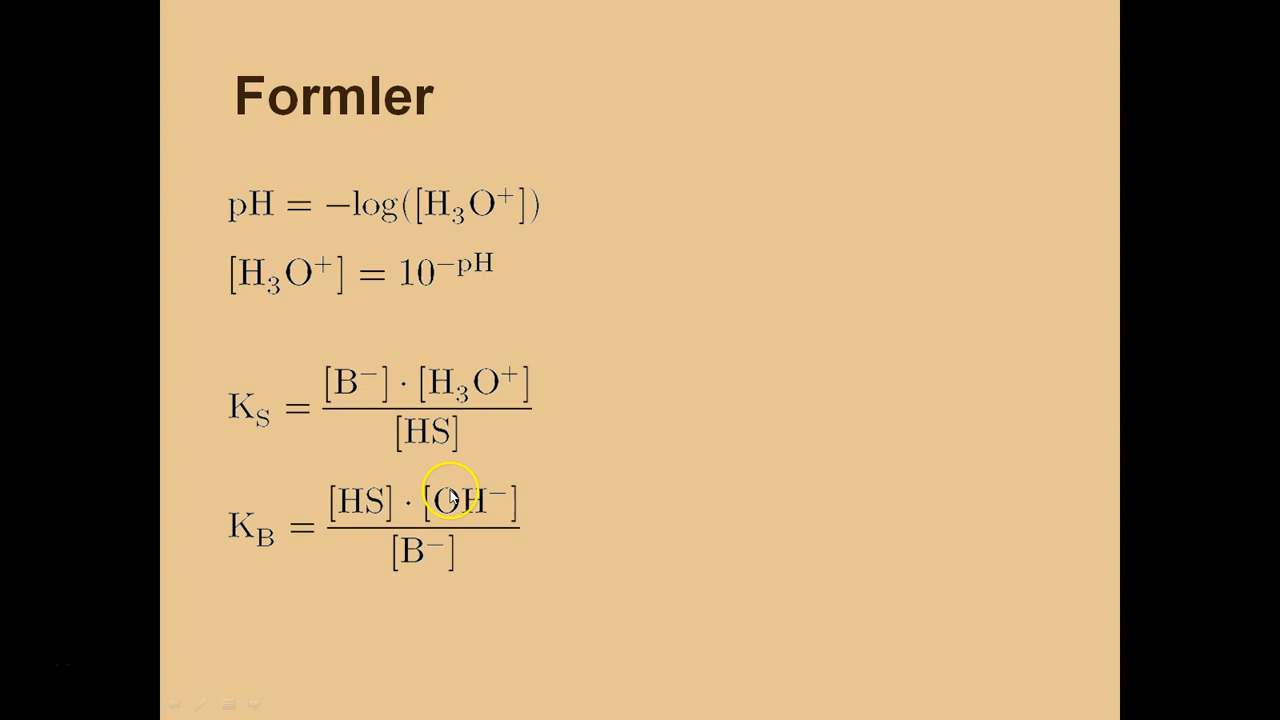 Formler
pH = −log([H₃O⁺])
[H₃O⁺] = 10⁻ᵖᴴ
K_S = [B⁻] · [H₃O⁺] / [HS]
K_B = [HS] · [OH⁻] / [B⁻]